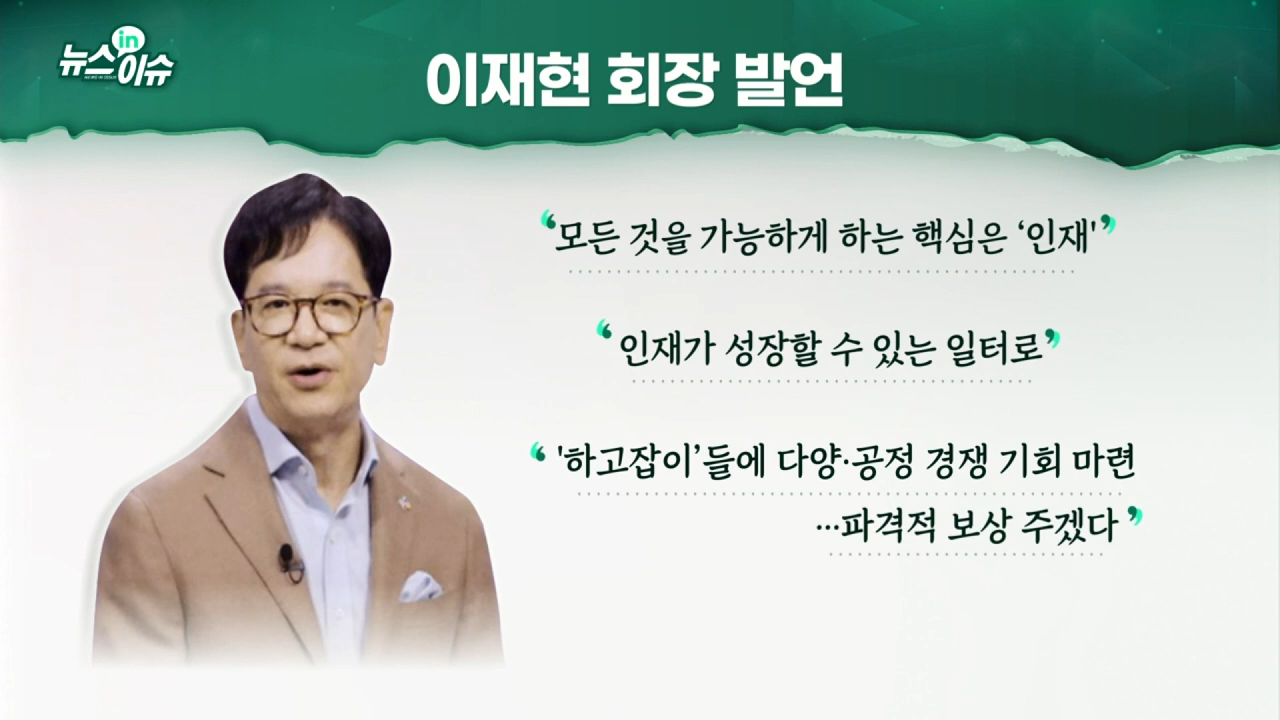 뉴스in이슈
이재현 회장 발언
‘모든 것을 가능하게 하는 핵심은 ‘인재'’
‘인재가 성장할 수 있는 일터로’
‘'하고잡이’들에 다양·공정 경쟁 기회 마련
…파격적 보상 주겠다’